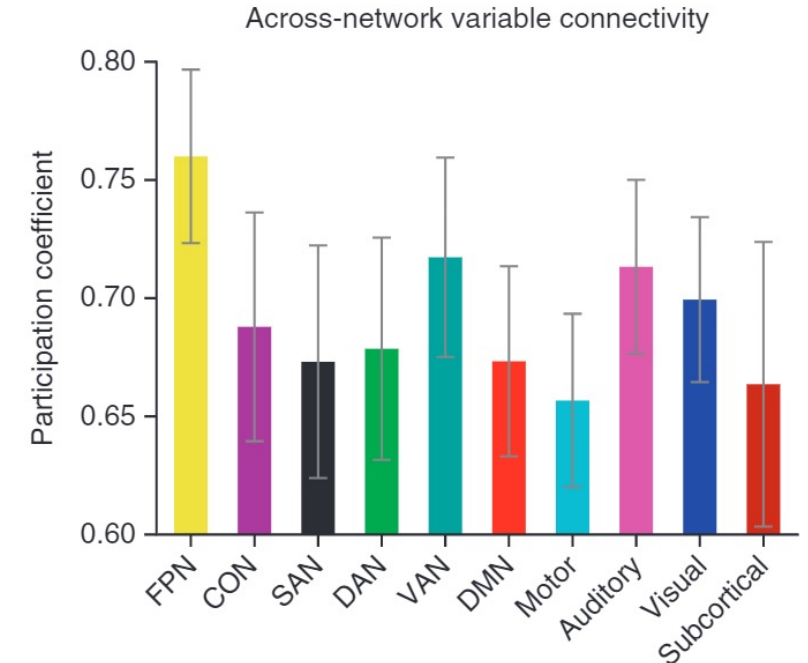 Across-network variable connectivity
Participation coefficient
0.80
0.75
0.70
0.65
0.60
FPN
CON
SAN
DAN
VAN
DMN
Motor
Auditory
Visual
Subcortical